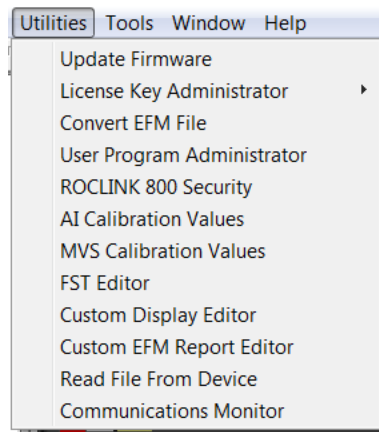 Utilities Tools Window Help
Update Firmware
License Key Administrator
Convert EFM File
User Program Administrator
ROCLINK 800 Security
AI Calibration Values
MVS Calibration Values
FST Editor
Custom Display Editor
Custom EFM Report Editor
Read File From Device
Communications Monitor